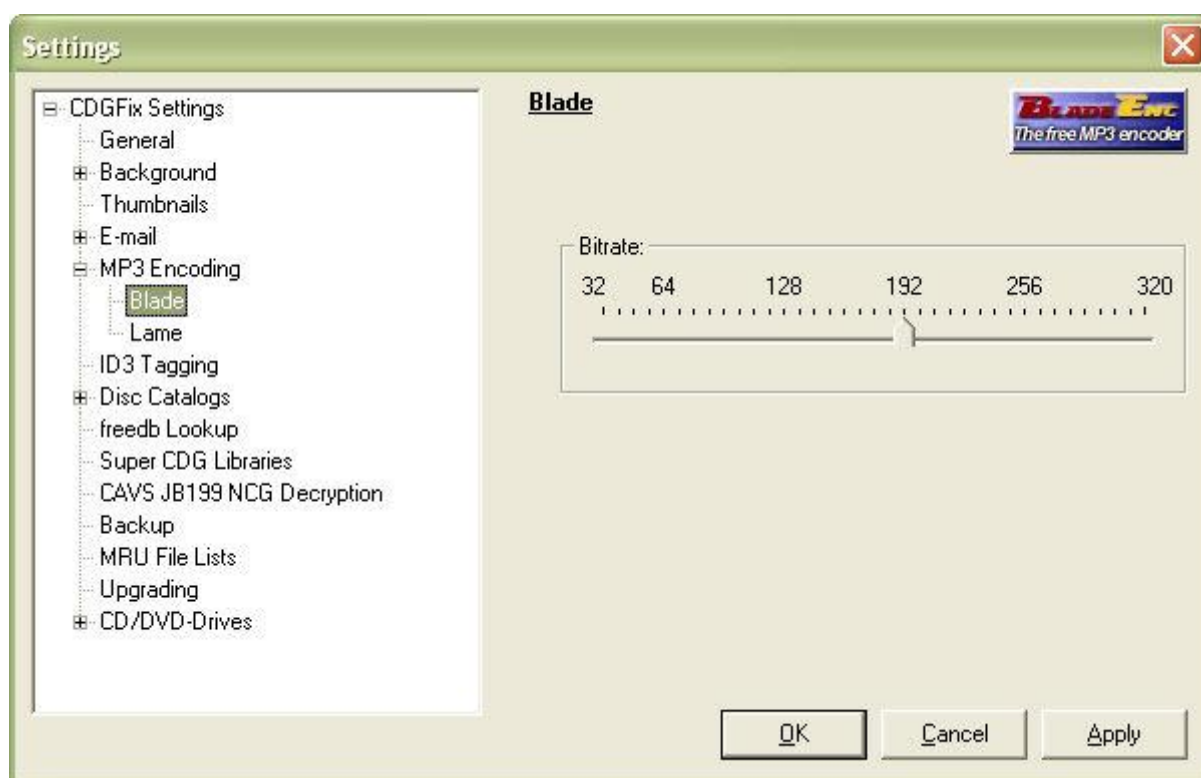 Settings
CDGFix Settings
General
Background
Thumbnails
E-mail
MP3 Encoding
Blade
Lame
ID3 Tagging
Disc Catalogs
freedb Lookup
Super CDG Libraries
CAVS JB199 NCG Decryption
Backup
MRU File Lists
Upgrading
CD/DVD-Drives
Blade
BLADE ENC
The free MP3 encoder
Bitrate:
32 64 128 192 256 320
OK Cancel Apply